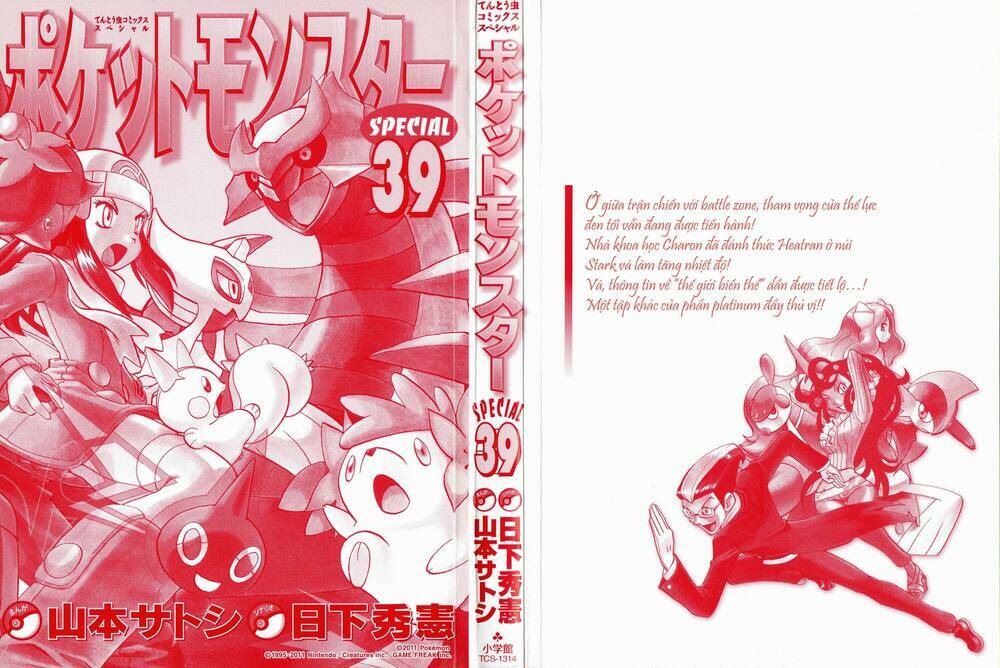 てんとう虫コミックス
スペシャル
ポケットモンスター
SPECIAL
39
まんが
山本サトシ
シナリオ
日下秀憲
©2011 Pokémon
©1995-2011 Nintendo/Creatures inc./GAME FREAK inc.
てんとう虫
コミックス
スペシャル
ポケットモンスター
SPECIAL
39
まんが
山本サトシ
シナリオ
日下秀憲
小学館
TCS-1314
Ở giữa trận chiến với battle zone, tham vọng của thế lực
đen tối vẫn đang được tiến hành!
Nhà khoa học Charon đã đánh thức Heatran ở núi
Stark và làm tăng nhiệt độ!
Và, thông tin về "thế giới biến thể" dần được tiết lộ...!
Một tập khác của phần platinum đầy thú vị!!